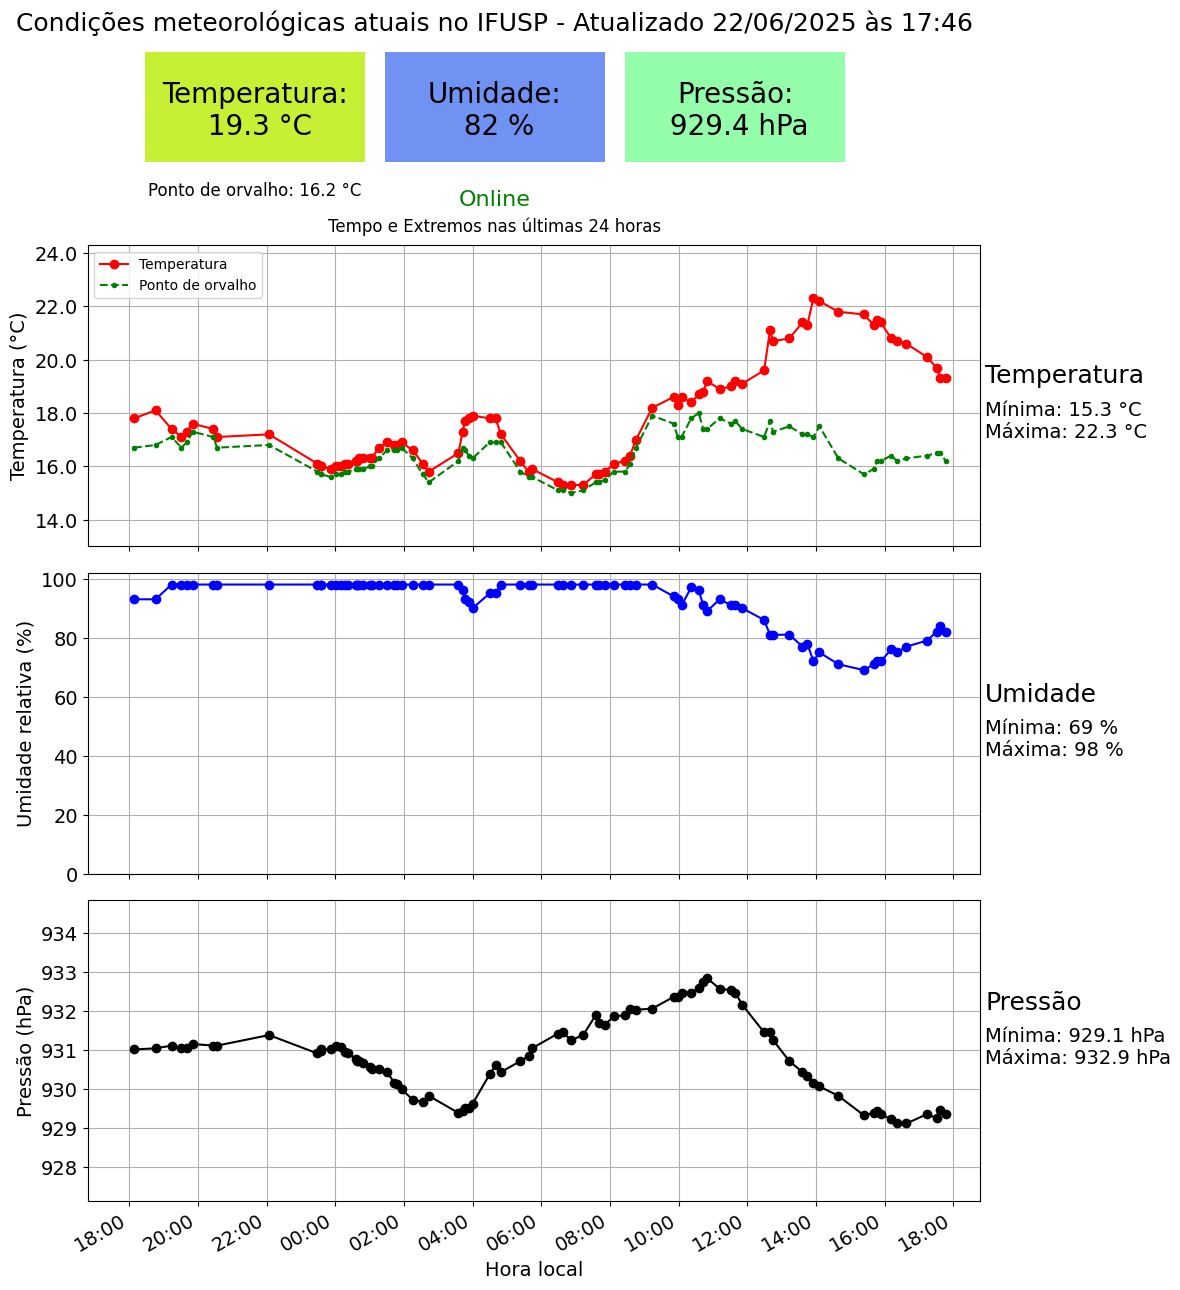 Condições meteorológicas atuais no IFUSP - Atualizado 22/06/2025 às 17:46
Temperatura:
19.3 °C
Umidade:
82 %
Pressão:
929.4 hPa
Ponto de orvalho: 16.2 °C
Online
Tempo e Extremos nas últimas 24 horas
Temperatura
Ponto de orvalho
Temperatura (°C)
24.0
22.0
20.0
18.0
16.0
14.0
Temperatura
Mínima: 15.3 °C
Máxima: 22.3 °C
Umidade relativa (%)
100
80
60
40
20
0
Umidade
Mínima: 69 %
Máxima: 98 %
Pressão (hPa)
934
933
932
931
930
929
928
Pressão
Mínima: 929.1 hPa
Máxima: 932.9 hPa
18:00 20:00 22:00 00:00 02:00 04:00 06:00 08:00 10:00 12:00 14:00 16:00 18:00
Hora local